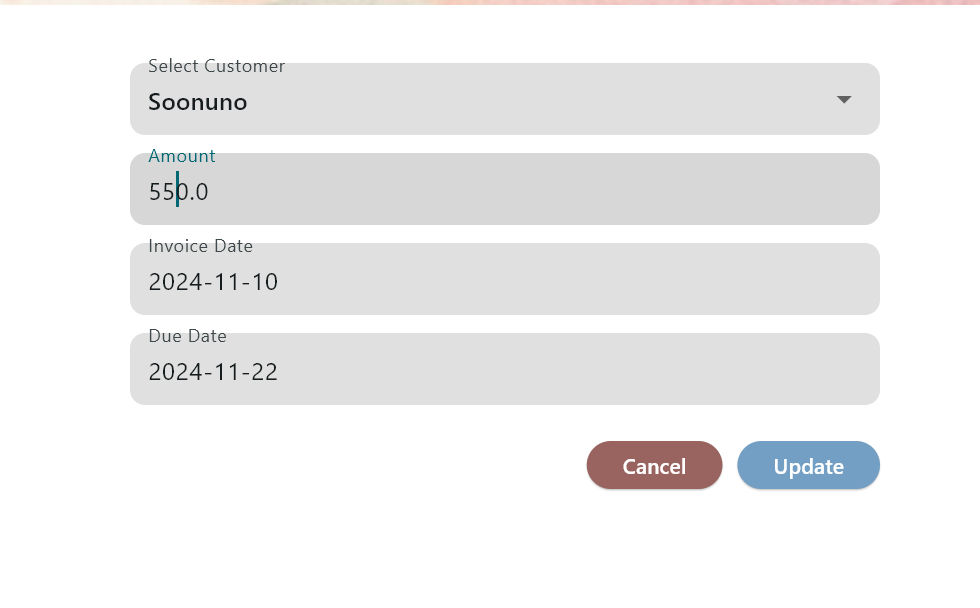 Select Customer
Soonuno
Amount
550.0
Invoice Date
2024-11-10
Due Date
2024-11-22
Cancel Update